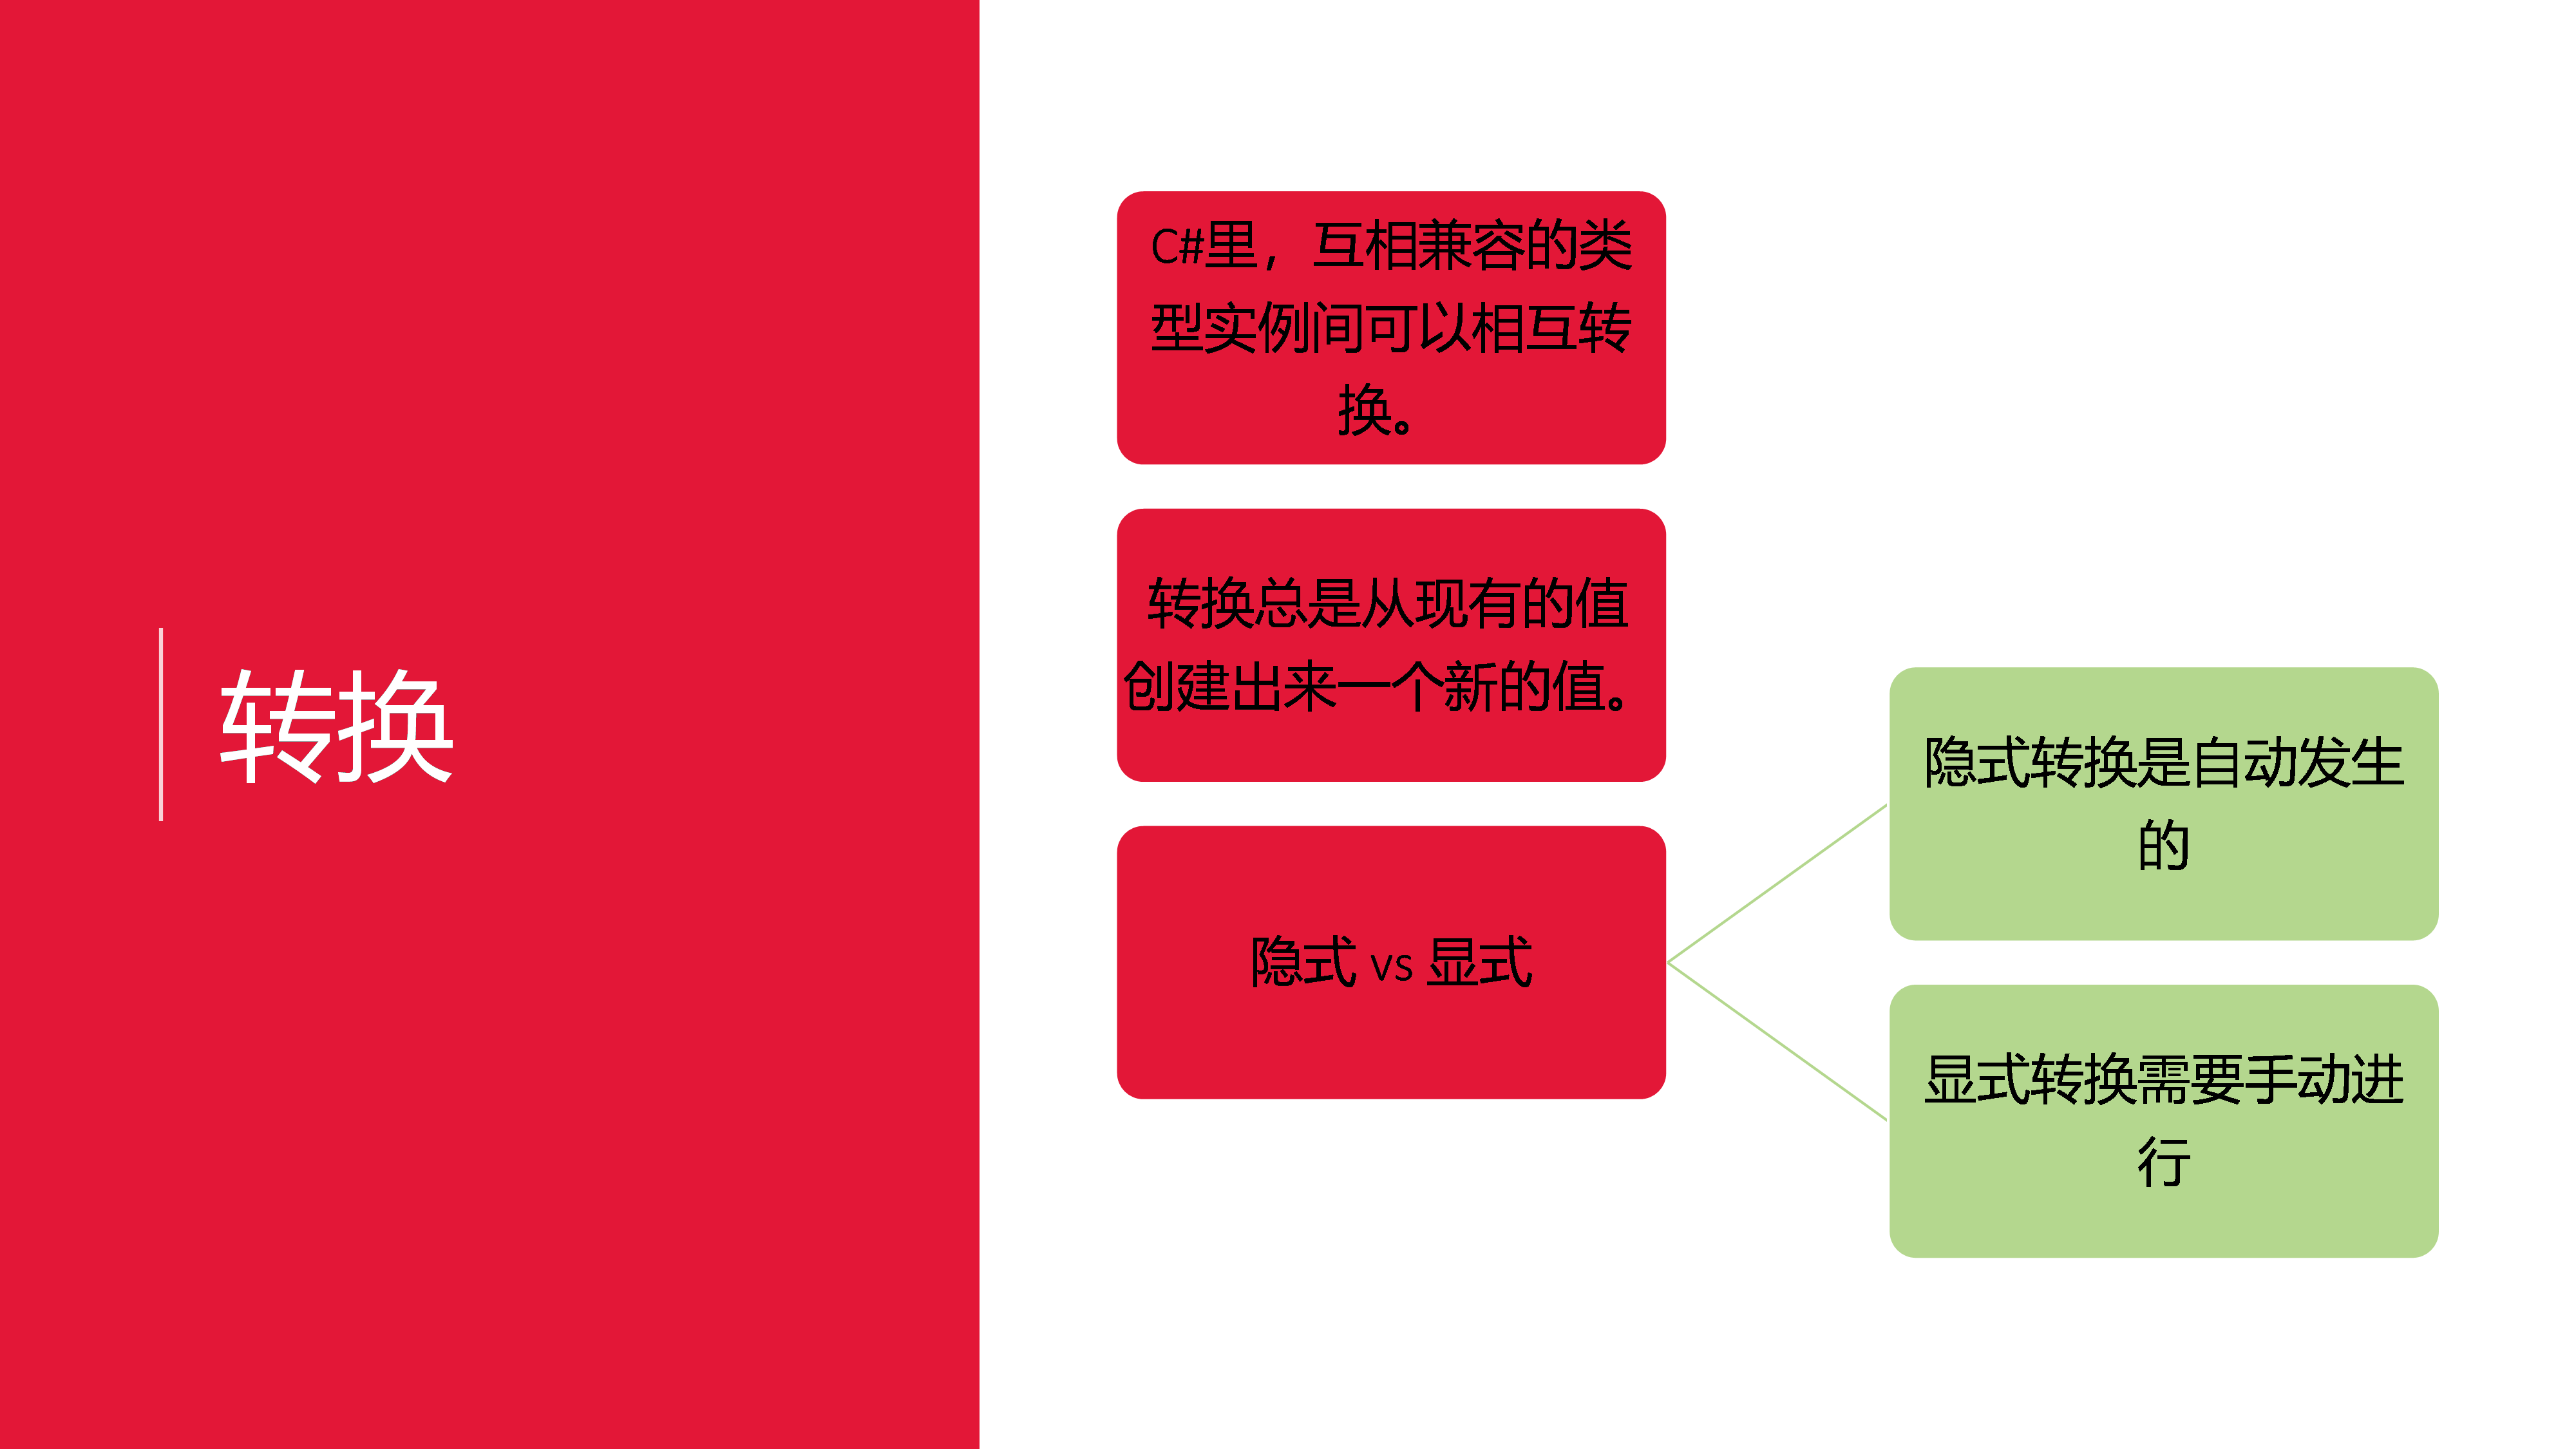 转换
C#里，互相兼容的类
型实例间可以相互转
换。
转换总是从现有的值
创建出来一个新的值。
隐式 vs 显式
隐式转换是自动发生
的
显式转换需要手动进
行